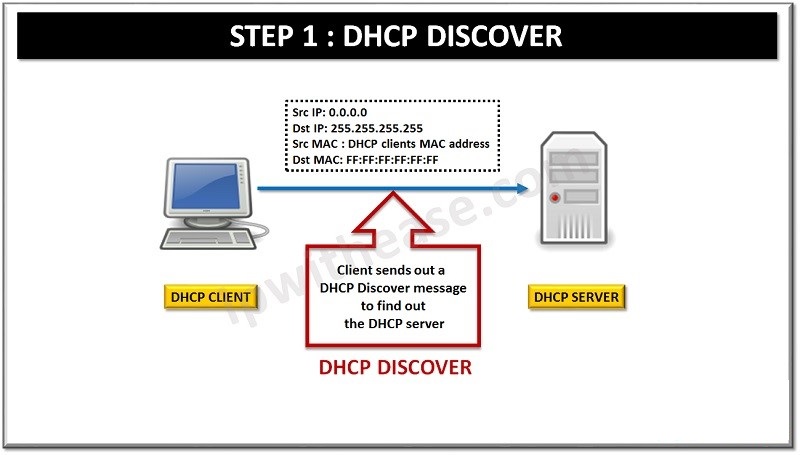 STEP 1 : DHCP DISCOVER
Src IP: 0.0.0.0
Dst IP: 255.255.255.255
Src MAC : DHCP clients MAC address
Dst MAC: FF:FF:FF:FF:FF:FF
Client sends out a
DHCP Discover message
to find out
the DHCP server
DHCP CLIENT
DHCP SERVER
DHCP DISCOVER
ipwithease.com